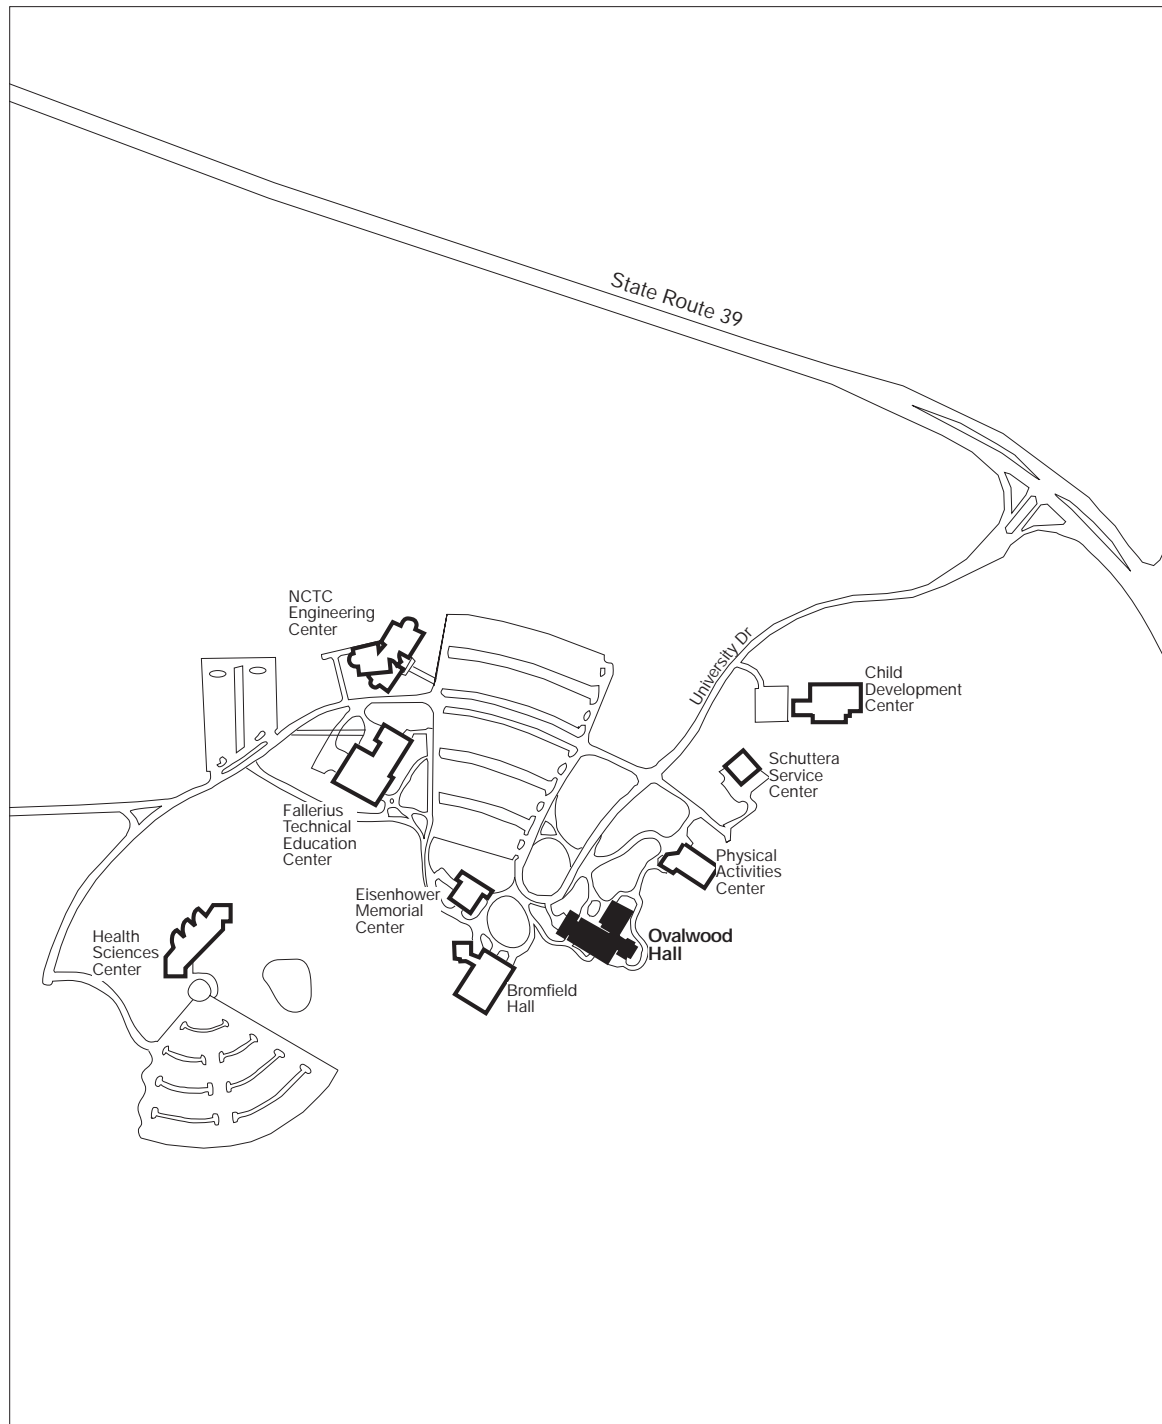 State Route 39
NCTC
Engineering
Center
University Dr
Child
Development
Center
Schuttera
Service
Center
Fallerius
Technical
Education
Center
Physical
Activities
Center
Eisenhower
Memorial
Center
Ovalwood
Hall
Health
Sciences
Center
Bromfield
Hall